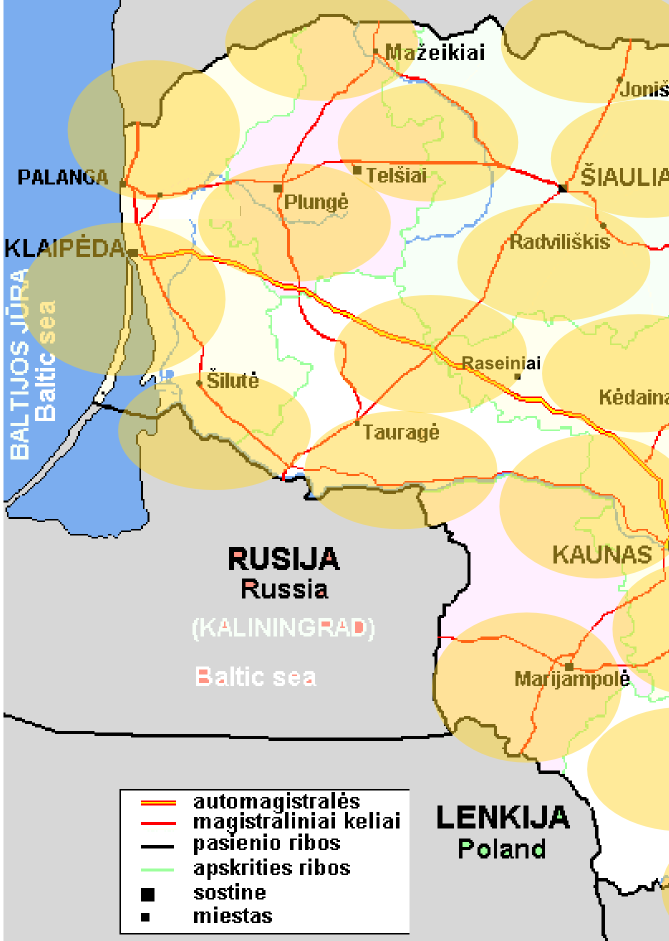 Mažeikiai
Joniš
PALANGA
Telšiai
ŠIAULIA
Plungė
Radviliškis
KLAIPĖDA
BALTIJOS JŪRA
Baltic sea
Raseiniai
Šilutė
Kėdaina
Tauragė
KAUNAS
RUSIJA
Russia
(KALININGRAD)
Baltic sea
Marijampolė
automagistralės
magistraliniai keliai
pasienio ribos
apskrities ribos
sostine
miestas
LENKIJA
Poland